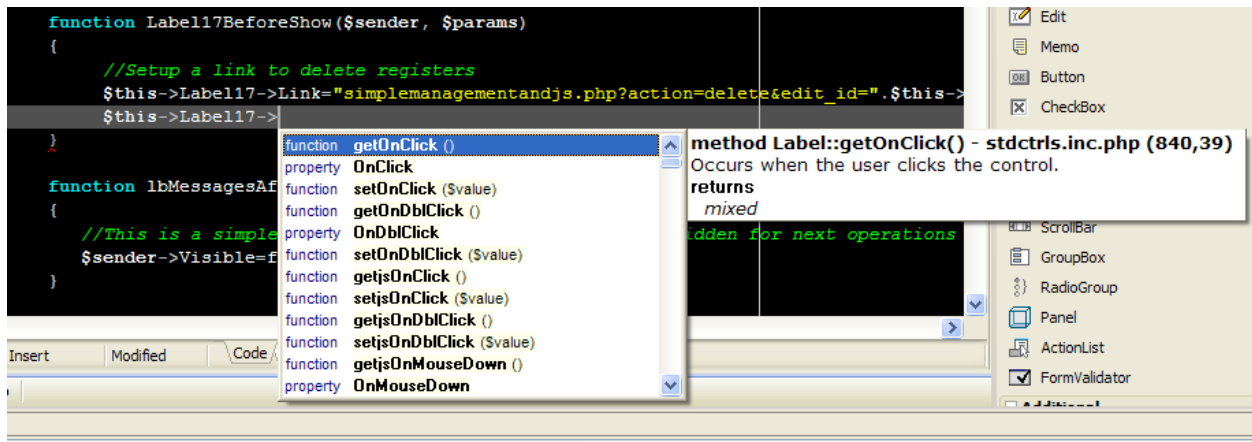 function Label17BeforeShow($sender, $params)
{
//Setup a link to delete registers
$this->Label17->Link="simplemanagementandjs.php?action=delete&edit_id=".$this->
$this->Label17->
}
function lbMessagesAf
{
//This is a simple
idden for next operations
$sender->Visible=f
}
function getOnClick ()
property OnClick
function setOnClick ($value)
function getOnDblClick ()
property OnDblClick
function setOnDblClick ($value)
function getjsOnClick ()
function setjsOnClick ($value)
function getjsOnDblClick ()
function setjsOnDblClick ($value)
function getjsOnMouseDown ()
property OnMouseDown
method Label::getOnClick() - stdctrls.inc.php (840,39)
Occurs when the user clicks the control.
returns
mixed
Insert Modified Code
Edit
Memo
OK Button
CheckBox
ScrollBar
GroupBox
RadioGroup
Panel
ActionList
FormValidator
Additional